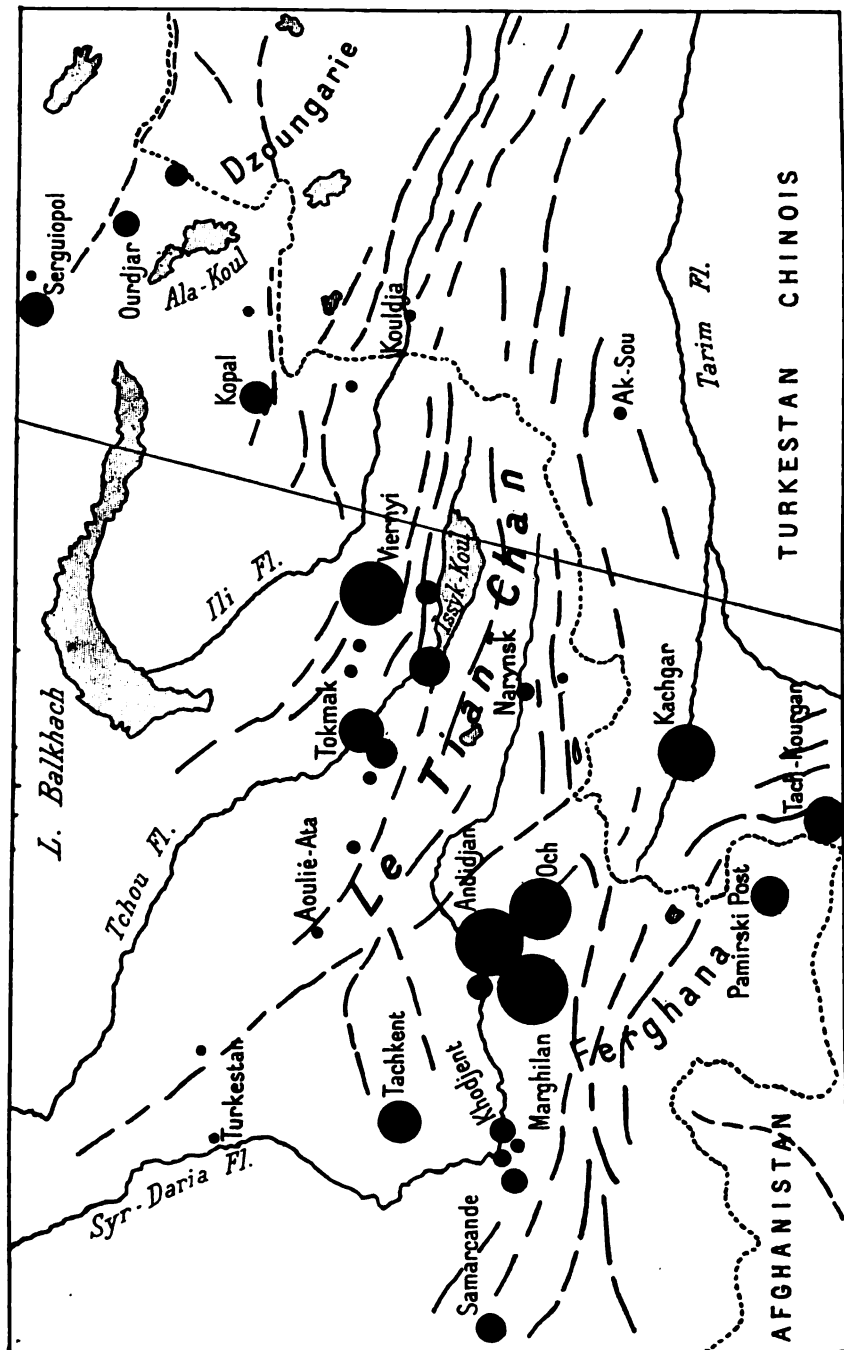 Serguiopol
Ourdjar
Ala-Koul
Dzoungarie
Kopal
Kouldja
L. Balkhach
Ili Fl.
Viernyi
Issyk-Koul
Tokmak
Tchou Fl.
Aoulié-Ata
Le Tian Chan
Narynsk
Ak-Sou
Tarim Fl.
TURKESTAN CHINOIS
Kachgar
Tach-Kourgan
Turkestan
Syr-Daria Fl.
Tachkent
Khodjent
Andidjan
Och
Marghilan
Ferghana
Pamirski Post
Samarcande
AFGHANISTAN